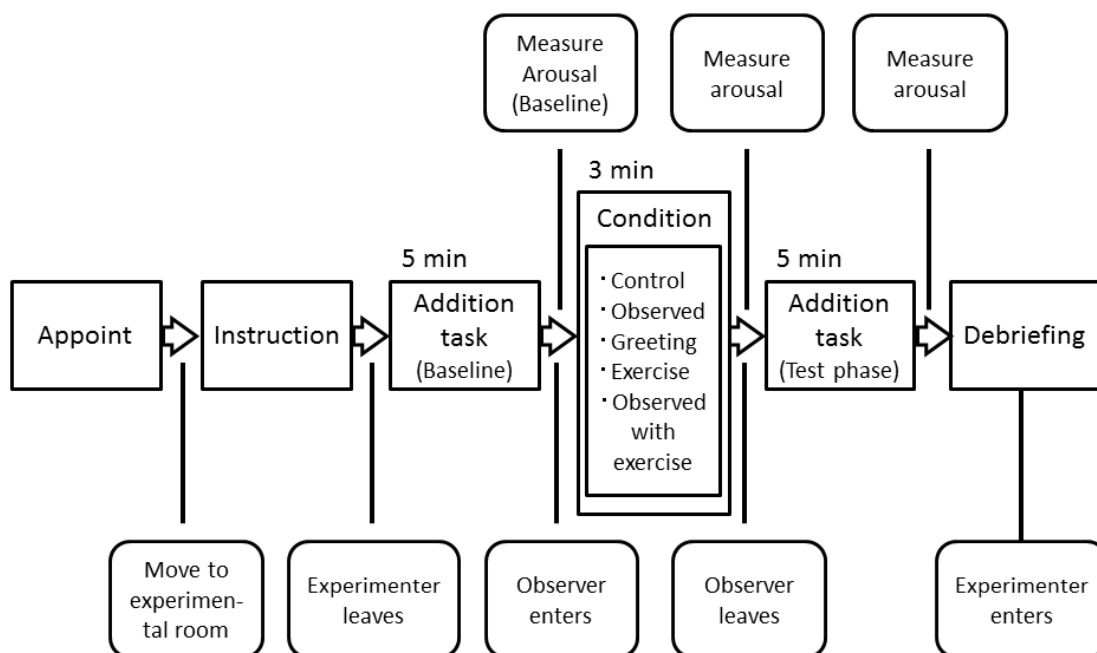 Measure
Arousal
(Baseline)
Measure
arousal
Measure
arousal
3 min
Condition
5 min
・Control
・Observed
・Greeting
・Exercise
・Observed
with
exercise
5 min
Appoint
Instruction
Addition
task
(Baseline)
Addition
task
(Test phase)
Debriefing
Move to
experimen-
tal room
Experimenter
leaves
Observer
enters
Observer
leaves
Experimenter
enters